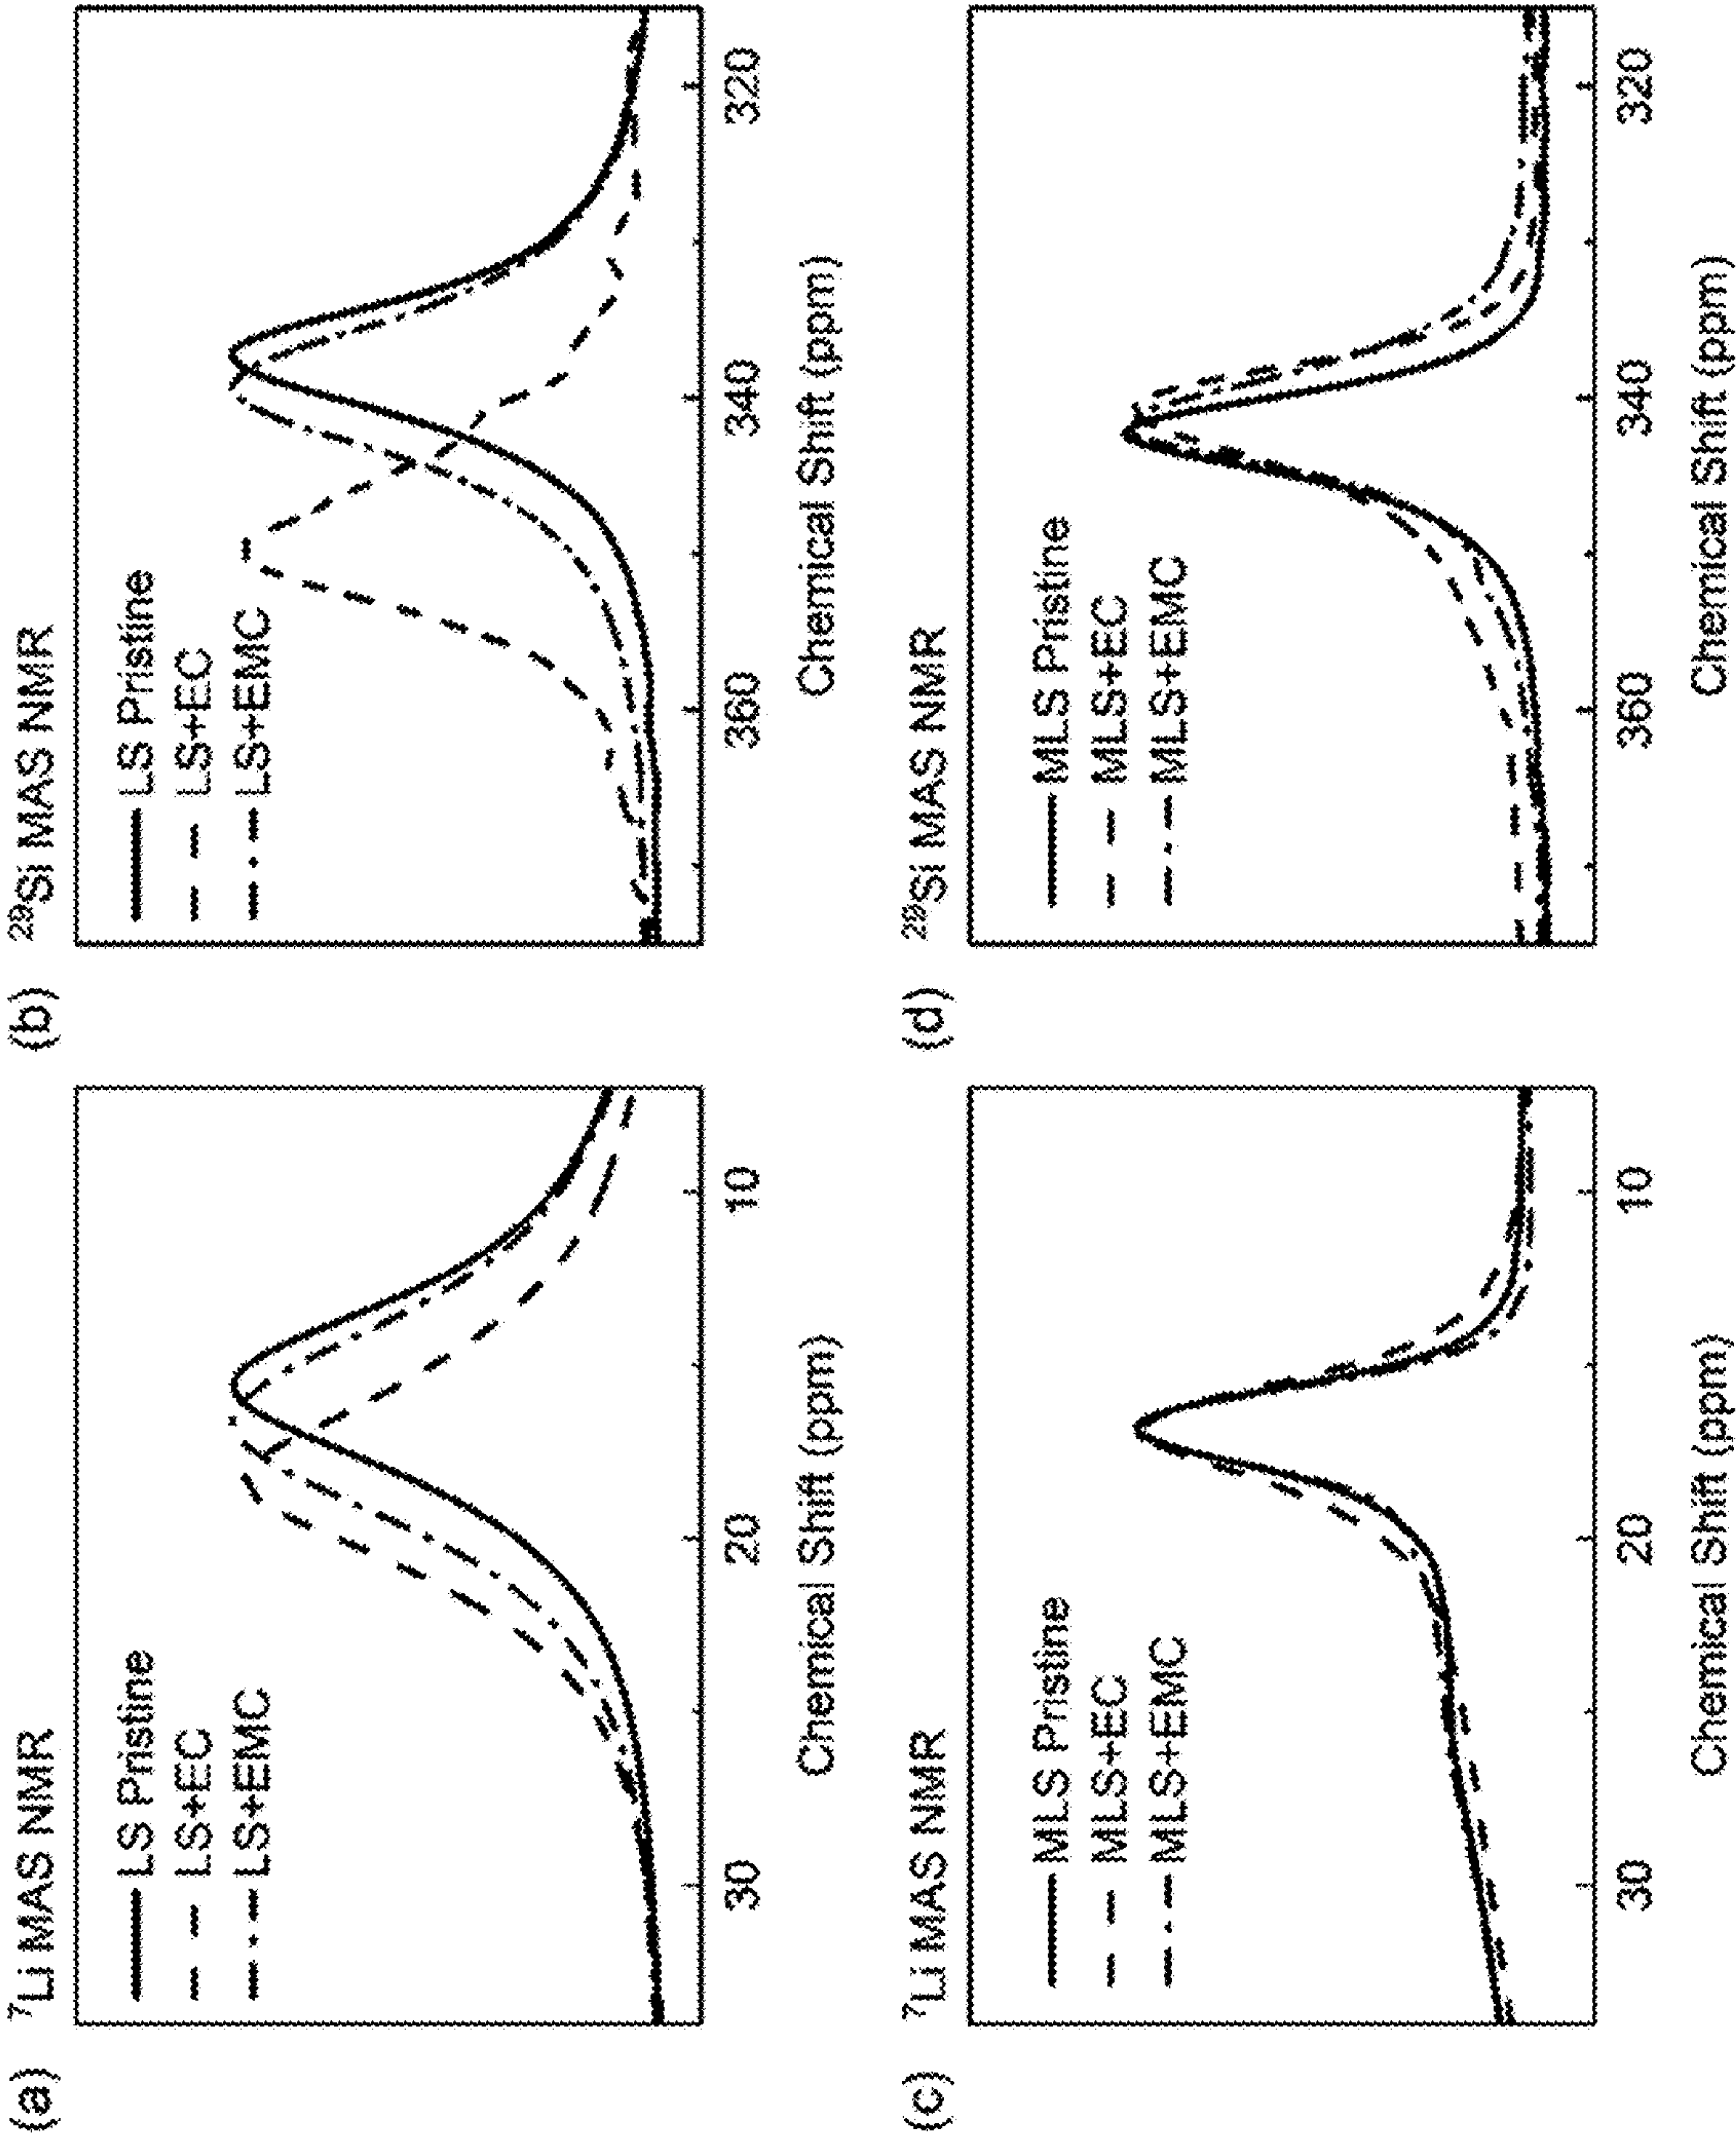 (a) ⁷Li MAS NMR
LS Pristine
LS+EC
LS+EMC
30 20 10
Chemical Shift (ppm)
(b) ²⁹Si MAS NMR
LS Pristine
LS+EC
LS+EMC
360 340 320
Chemical Shift (ppm)
(c) ⁷Li MAS NMR
MLS Pristine
MLS+EC
MLS+EMC
30 20 10
Chemical Shift (ppm)
(d) ²⁹Si MAS NMR
MLS Pristine
MLS+EC
MLS+EMC
360 340 320
Chemical Shift (ppm)